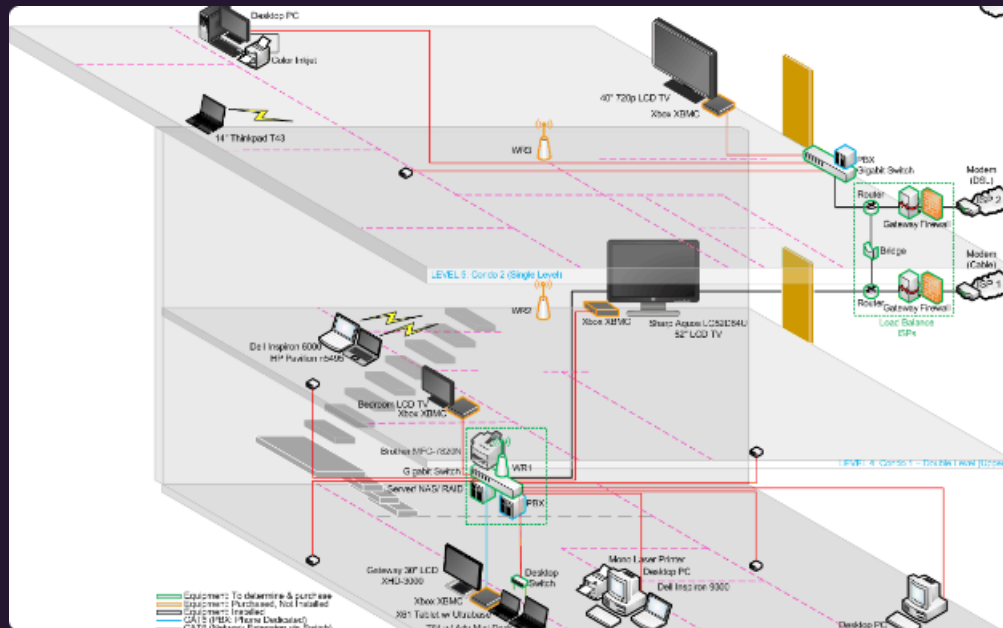 Desktop PC
Color Inkjet
14" Thinkpad T43
40" 720p LCD TV
Xbox XBMC
WR3
PBX
Gigabit Switch
Modem
(DSL)
ISP 2
Router
Gateway Firewall
Bridge
Modem
(Cable)
ISP 1
Router
Gateway Firewall
Load Balance
ISPs
LEVEL 5: Condo 2 (Single Level)
WR2
Xbox XBMC
Sharp Aquos
52" LCD TV
Dell Inspiron 6000
HP Pavilion n5495
Bedroom LCD TV
Xbox XBMC
Brother MFC-7820N
WR1
Gigabit Switch
Server/ NAS/ RAID
PBX
LEVEL 4: Condo 1 - Double Level
Gateway 30" LCD
XHD-3000
Xbox XBMC
X61 Tablet w Ultrabase
Desktop
Switch
Mono Laser Printer
Desktop PC
Dell Inspiron 9300
Desktop PC
Equipment To determine & purchase
Equipment Purchased, Not Installed
Equipment Installed
CAT5 (PBX: Phone Dedicated)